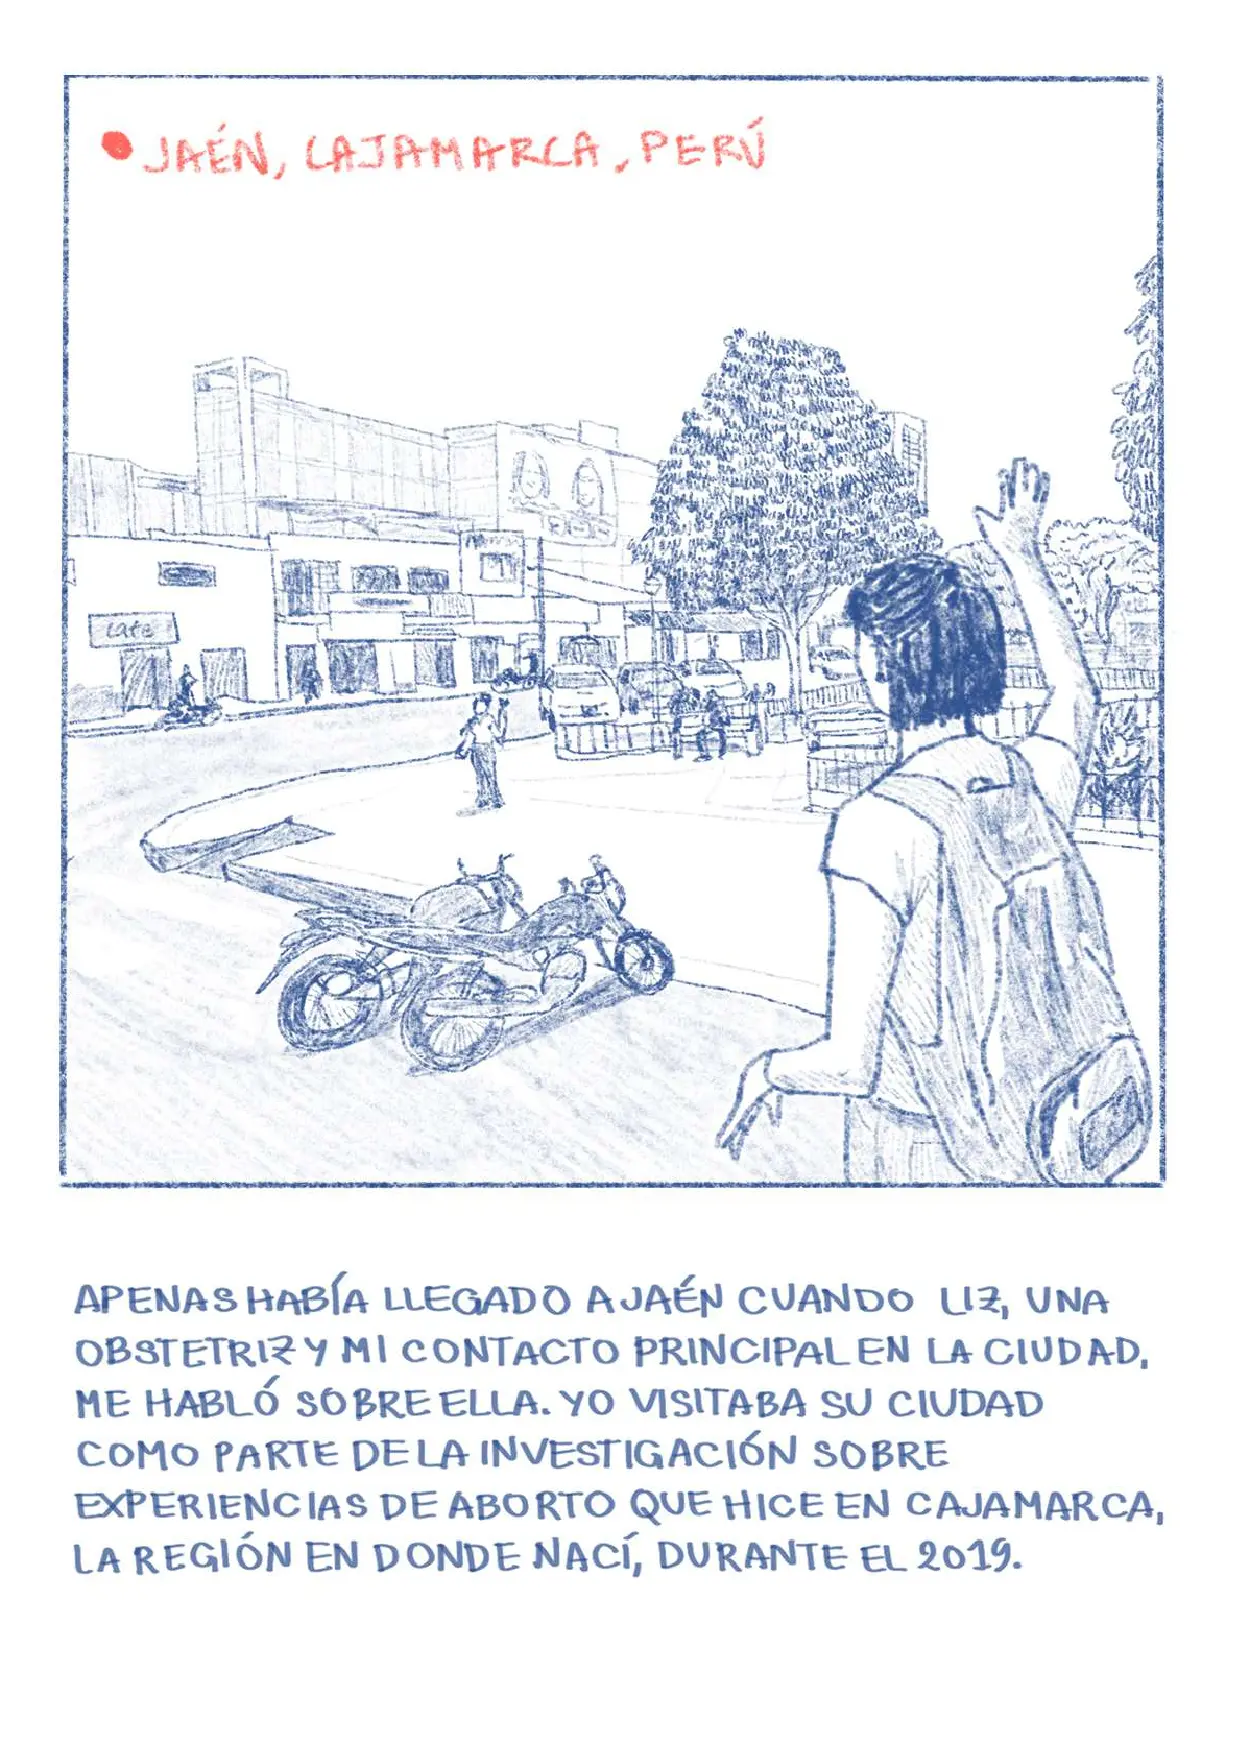 JAÉN, CAJAMARCA, PERÚ
Café
APENAS HABÍA LLEGADO A JAÉN CUANDO LIZ, UNA
OBSTETRIZ Y MI CONTACTO PRINCIPAL EN LA CIUDAD,
ME HABLÓ SOBRE ELLA. YO VISITABA SU CIUDAD
COMO PARTE DE LA INVESTIGACIÓN SOBRE
EXPERIENCIAS DE ABORTO QUE HICE EN CAJAMARCA,
LA REGIÓN EN DONDE NACÍ, DURANTE EL 2019.